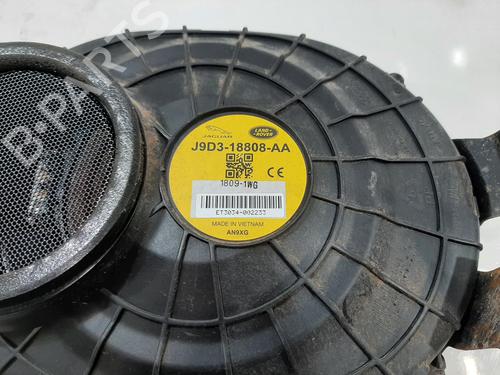 JAGUAR
LAND-ROVER
J9D3-18808-AA
1809-1WG
CE
ET3034-002233
MADE IN VIETNAM
AN9XG
B-PARTS